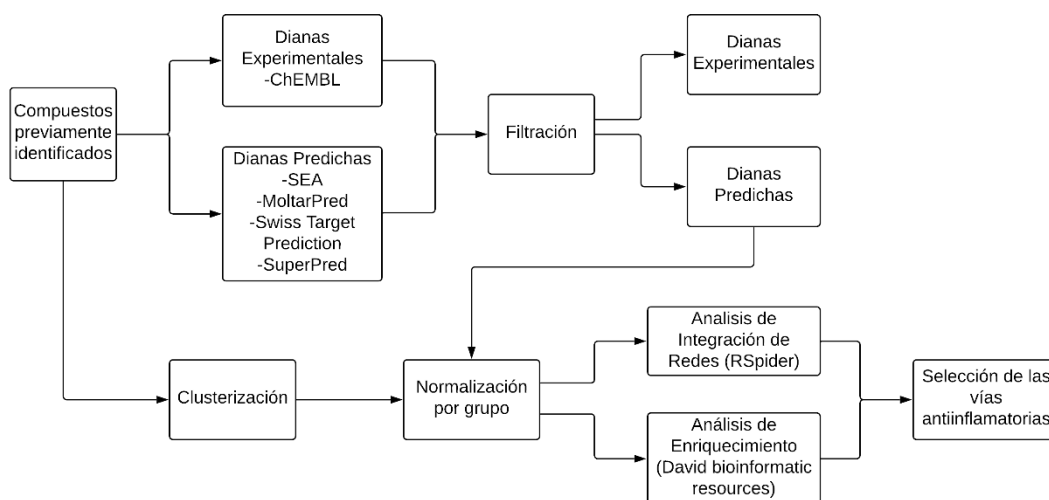 Compuestos
previamente
identificados
Dianas
Experimentales
-ChEMBL
Dianas Predichas
-SEA
-MoltarPred
-Swiss Target
Prediction
-SuperPred
Filtración
Dianas
Experimentales
Dianas
Predichas
Clusterización
Normalización
por grupo
Analisis de
Integración de
Redes (RSpider)
Análisis de
Enriquecimiento
(David bioinformatic
resources)
Selección de las
vías
antiinflamatorias